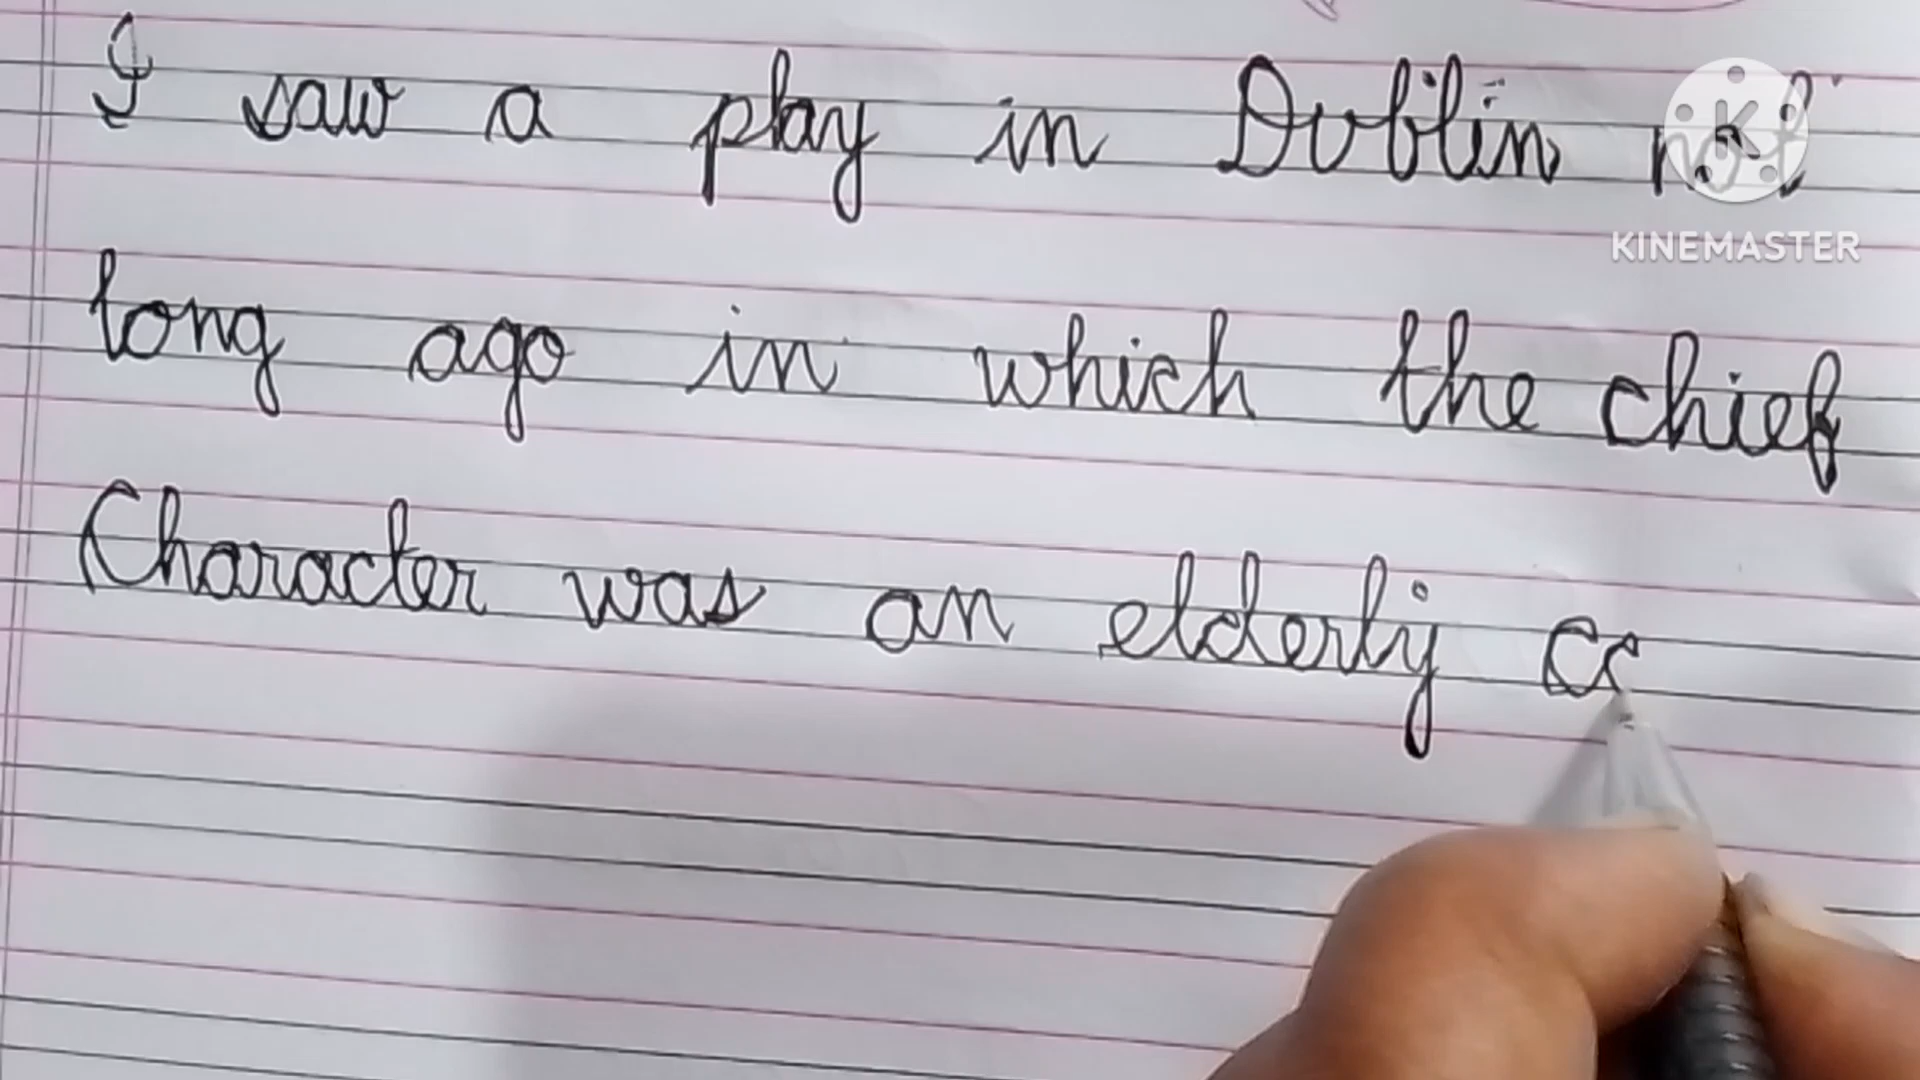 I saw a play in Dublin not
KINEMASTER
long ago in which the chief
Character was an elderly